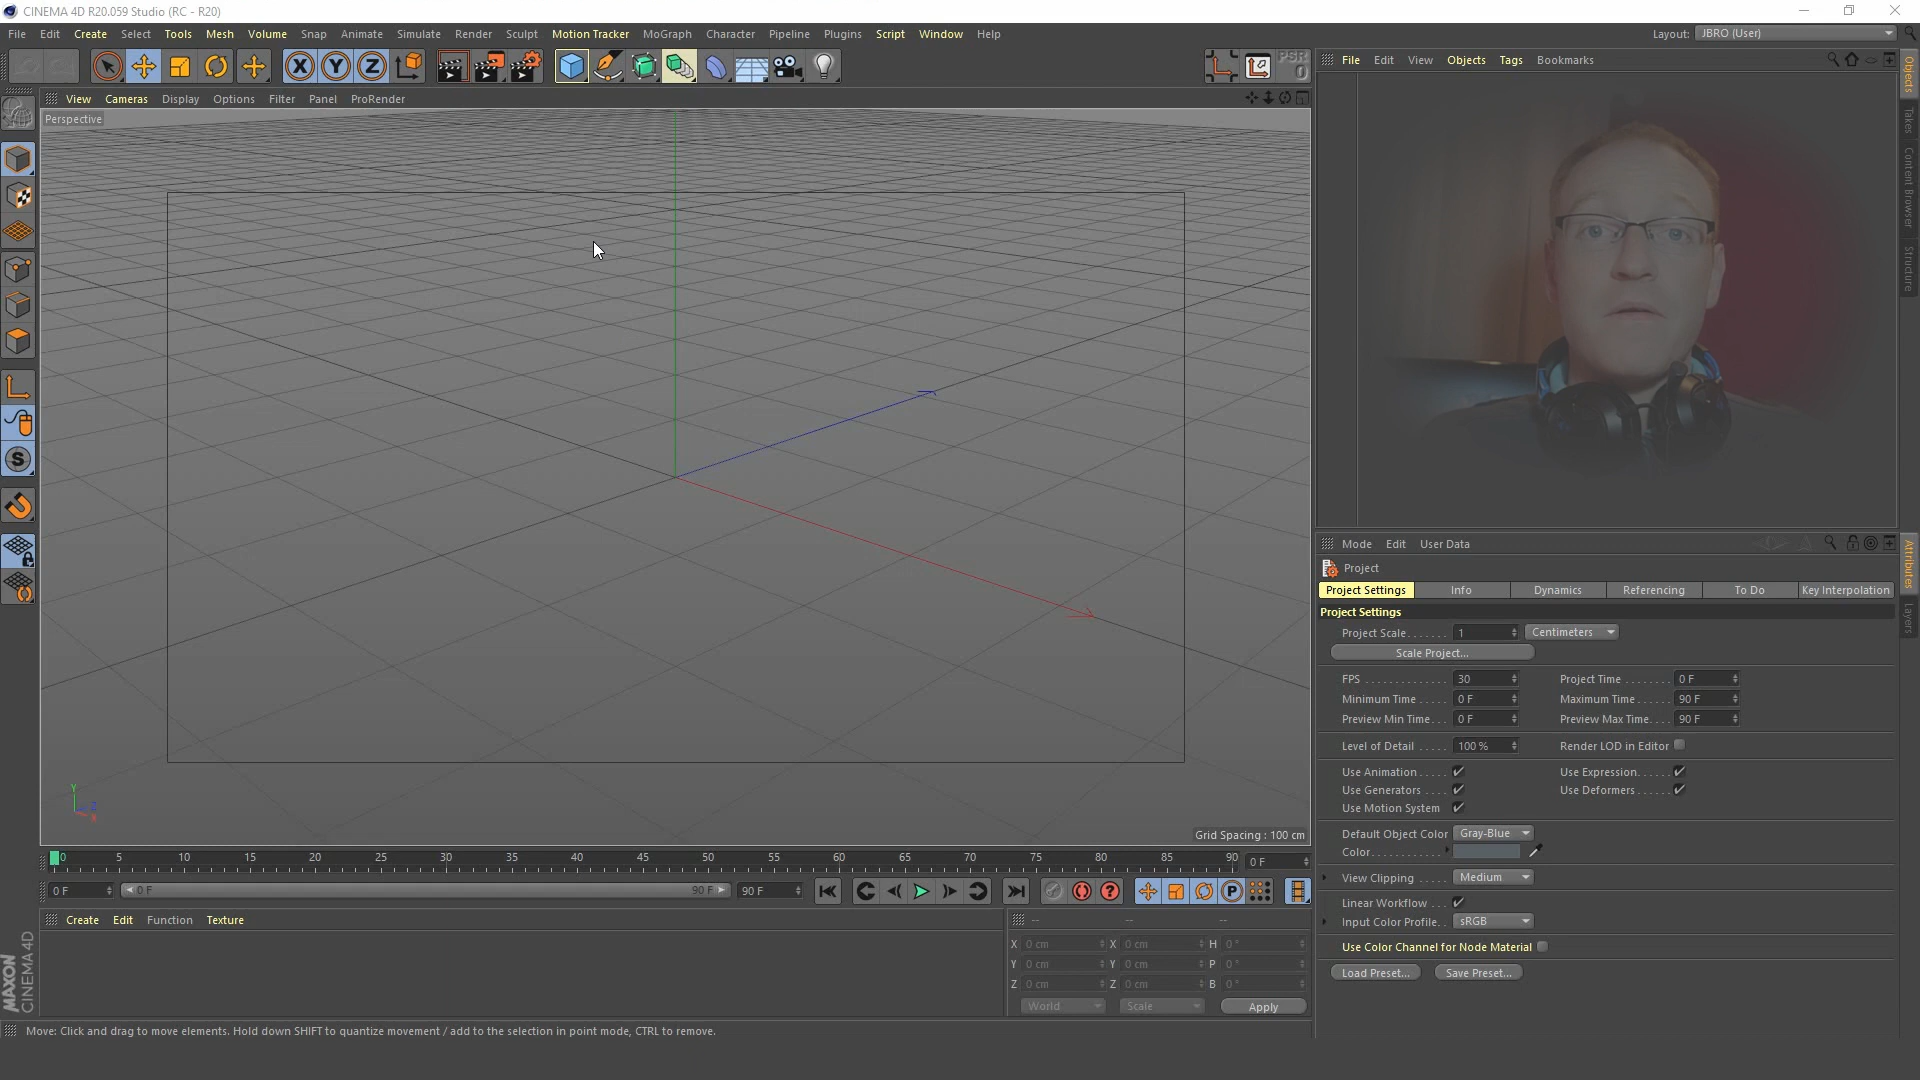 CINEMA 4D R20.059 Studio (RC - R20)
File Edit Create Select Tools Mesh Volume Snap Animate Simulate Render Sculpt Motion Tracker MoGraph Character Pipeline Plugins Script Window Help
Layout: JBRO (User)
X Y Z
PSR
0
View Cameras Display Options Filter Panel ProRender
Perspective
Grid Spacing : 100 cm
Y
Z
X
S
File Edit View Objects Tags Bookmarks
Objects
Takes
Content Browser
Structure
Mode Edit User Data
Attributes
Layers
Project
Project Settings Info Dynamics Referencing To Do Key Interpolation
Project Settings
Project Scale....... 1 Centimeters
Scale Project...
FPS .............. 30 Project Time ........ 0 F
Minimum Time ..... 0 F Maximum Time ...... 90 F
Preview Min Time... 0 F Preview Max Time.... 90 F
Level of Detail ..... 100 % Render LOD in Editor
Use Animation ..... Use Expression......
Use Generators .... Use Deformers ......
Use Motion System
Default Object Color Gray-Blue
Color............
View Clipping ..... Medium
Linear Workflow ...
Input Color Profile.. sRGB
Use Color Channel for Node Material
Load Preset... Save Preset...
0 5 10 15 20 25 30 35 40 45 50 55 60 65 70 75 80 85 90 0 F
0 F 0 F 90 F 90 F
P
Create Edit Function Texture
-- -- --
X 0 cm X 0 cm H 0 °
Y 0 cm Y 0 cm P 0 °
Z 0 cm Z 0 cm B 0 °
World Scale Apply
MAXON
CINEMA 4D
Move: Click and drag to move elements. Hold down SHIFT to quantize movement / add to the selection in point mode, CTRL to remove.